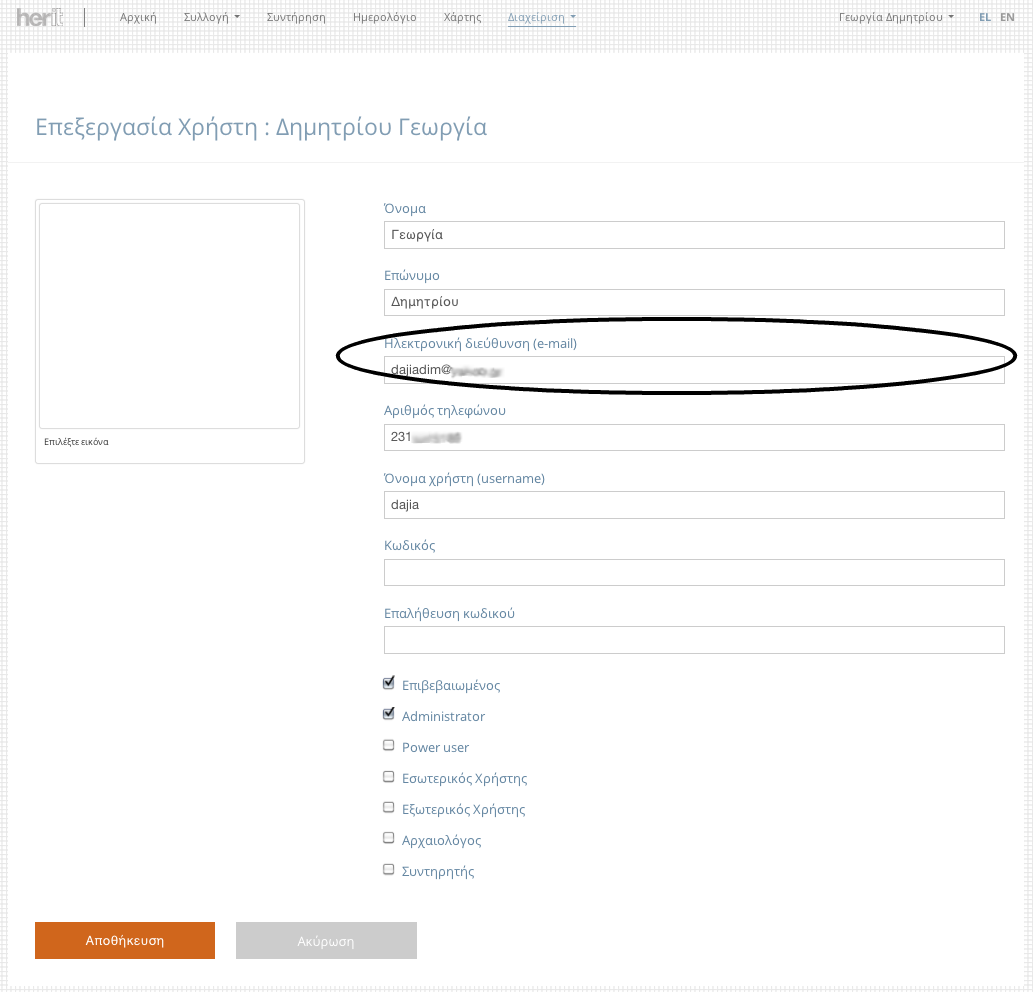 herit Αρχική Συλλογή Συντήρηση Ημερολόγιο Χάρτης Διαχείριση Γεωργία Δημητρίου EL EN
Επεξεργασία Χρήστη : Δημητρίου Γεωργία
Όνομα
Γεωργία
Επώνυμο
Δημητρίου
Ηλεκτρονική διεύθυνση (e-mail)
dajiadim@
Αριθμός τηλεφώνου
231
Επιλέξτε εικόνα
Όνομα χρήστη (username)
dajia
Κωδικός
Επαλήθευση κωδικού
Επιβεβαιωμένος
Administrator
Power user
Εσωτερικός Χρήστης
Εξωτερικός Χρήστης
Αρχαιολόγος
Συντηρητής
Αποθήκευση Ακύρωση